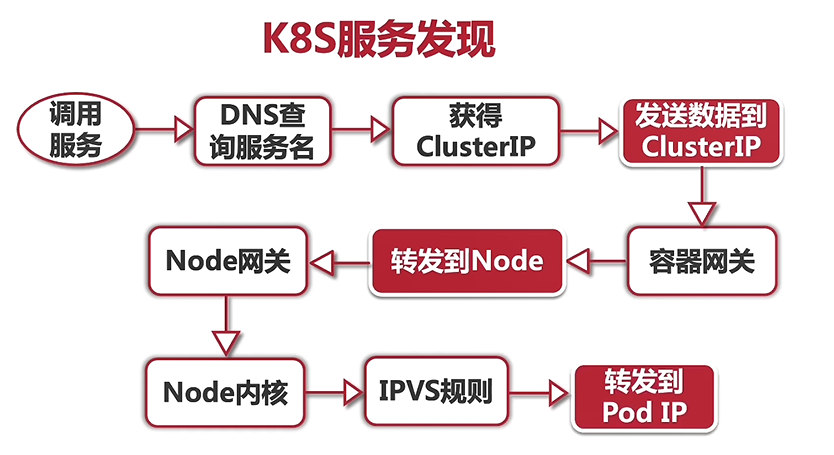 K8S服务发现
调用
服务
DNS查
询服务名
获得
ClusterIP
发送数据到
ClusterIP
Node网关
转发到Node
容器网关
Node内核
IPVS规则
转发到
Pod IP